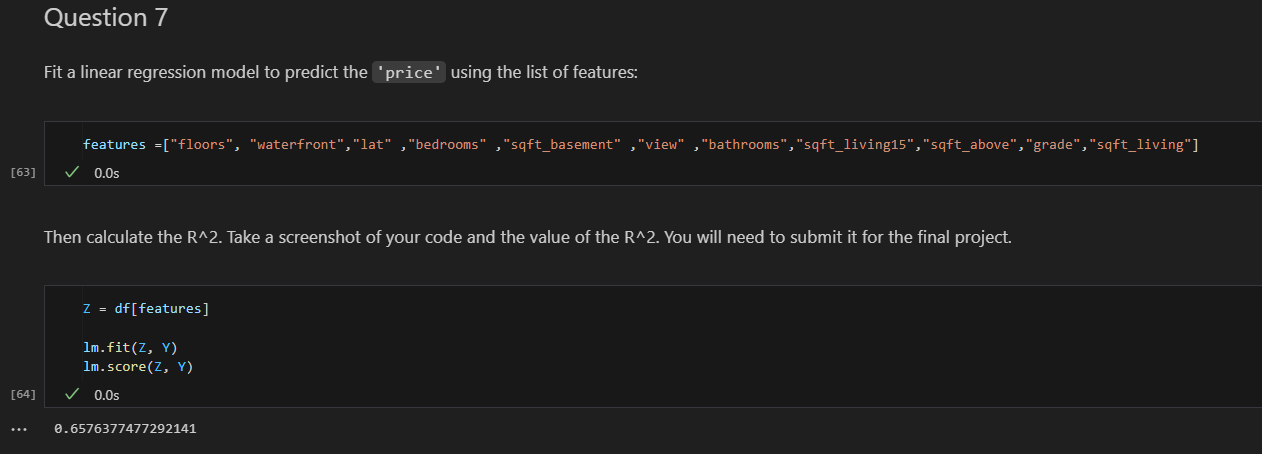 Question 7
Fit a linear regression model to predict the 'price' using the list of features:
features =["floors", "waterfront","lat" ,"bedrooms" ,"sqft_basement" ,"view" ,"bathrooms","sqft_living15","sqft_above","grade","sqft_living"]
[63] ✓ 0.0s
Then calculate the R^2. Take a screenshot of your code and the value of the R^2. You will need to submit it for the final project.
Z = df[features]
lm.fit(Z, Y)
lm.score(Z, Y)
[64] ✓ 0.0s
... 0.6576377477292141